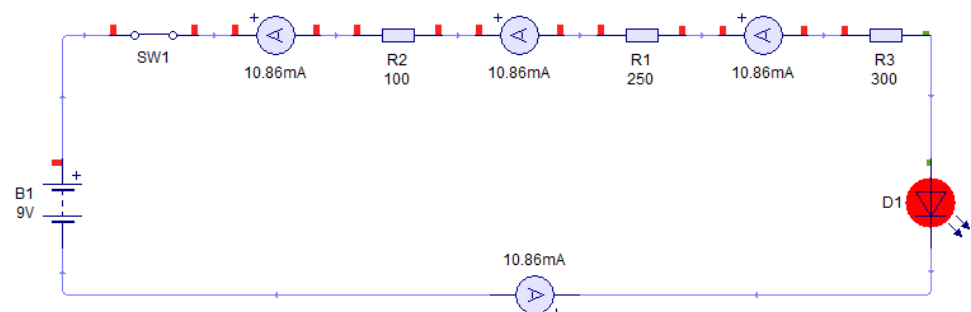 + A
10.86mA
+ A
10.86mA
+ A
10.86mA
SW1
R2
100
R1
250
R3
300
B1
9V
+
D1
10.86mA
A
+